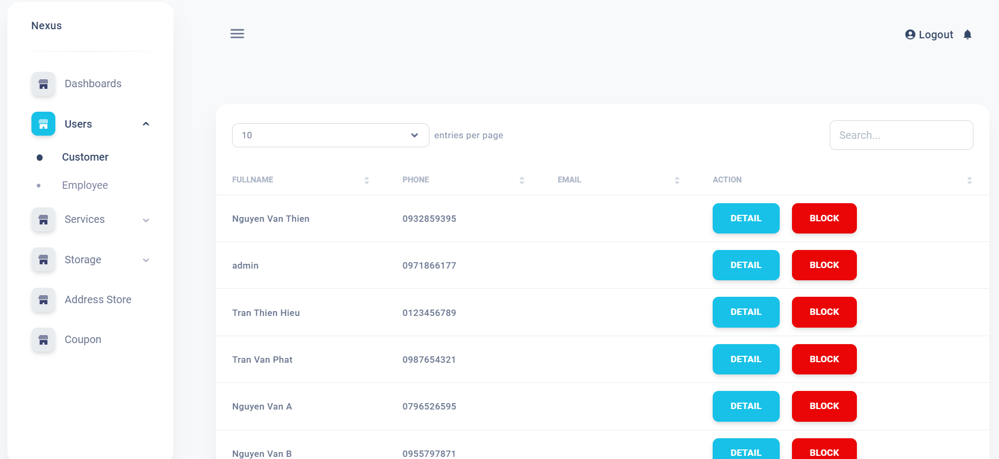 Nexus
Dashboards
Users
Customer
Employee
Services
Storage
Address Store
Coupon
Logout
10 entries per page
Search...
FULLNAME PHONE EMAIL ACTION
Nguyen Van Thien 0932859395 DETAIL BLOCK
admin 0971866177 DETAIL BLOCK
Tran Thien Hieu 0123456789 DETAIL BLOCK
Tran Van Phat 0987654321 DETAIL BLOCK
Nguyen Van A 0796526595 DETAIL BLOCK
Nguyen Van B 0955797871 DETAIL BLOCK